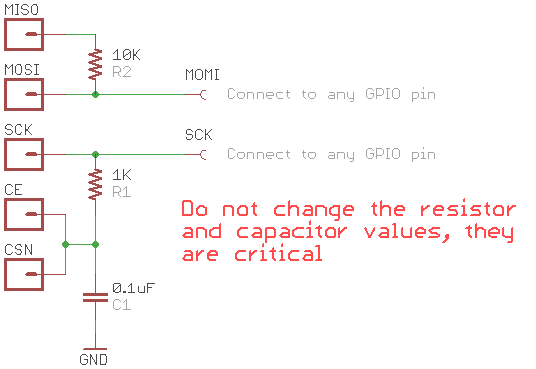 MISO
10K
R2
MOSI
MOMI
Connect to any GPIO pin
SCK
SCK
Connect to any GPIO pin
1K
R1
CE
Do not change the resistor
and capacitor values, they
are critical
CSN
0.1uF
C1
GND